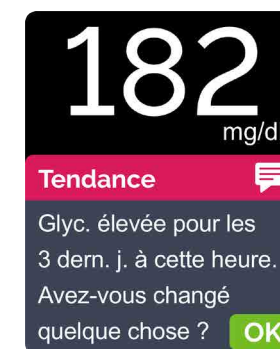 182
mg/d
Tendance
Glyc. élevée pour les
3 dern. j. à cette heure.
Avez-vous changé
quelque chose ? OK